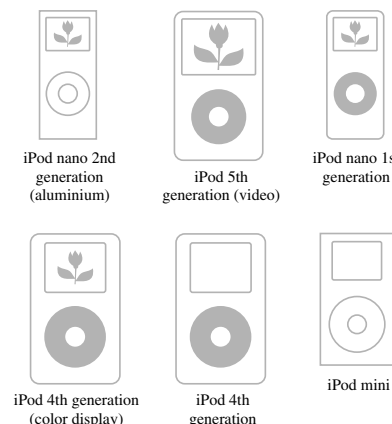 iPod nano 2nd
generation
(aluminium)
iPod 5th
generation (video)
iPod nano 1s
generation
iPod 4th generation
(color display)
iPod 4th
generation
iPod mini